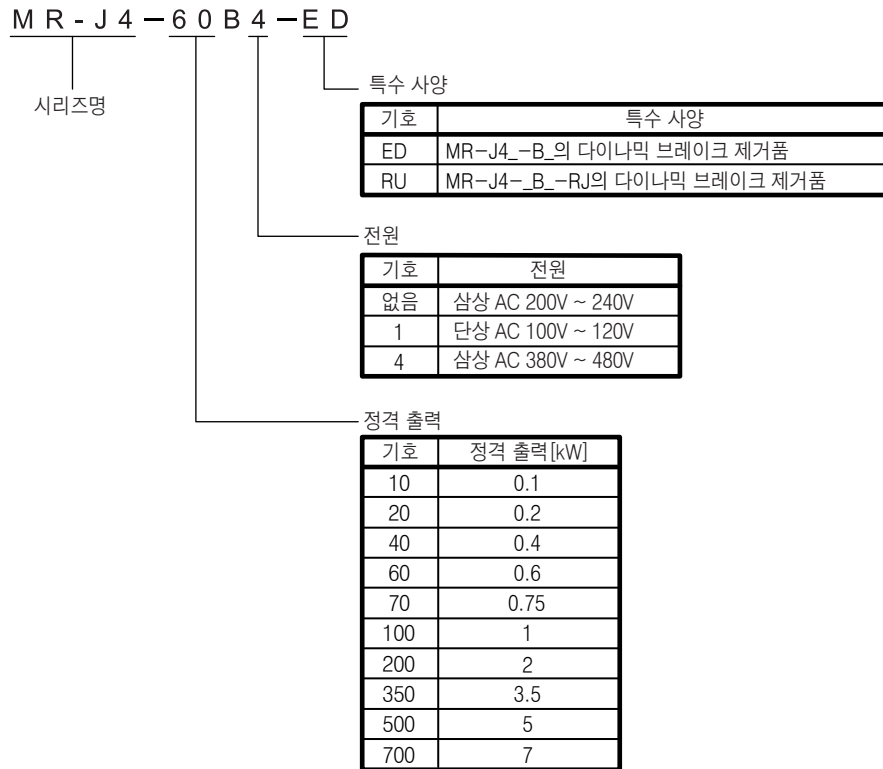 MR-J4-60B4-ED
시리즈명
특수 사양
기호 특수 사양
ED MR-J4_-B_의 다이나믹 브레이크 제거품
RU MR-J4-_B_-RJ의 다이나믹 브레이크 제거품
전원
기호 전원
없음 삼상 AC 200V ~ 240V
1 단상 AC 100V ~ 120V
4 삼상 AC 380V ~ 480V
정격 출력
기호 정격 출력[kW]
10 0.1
20 0.2
40 0.4
60 0.6
70 0.75
100 1
200 2
350 3.5
500 5
700 7